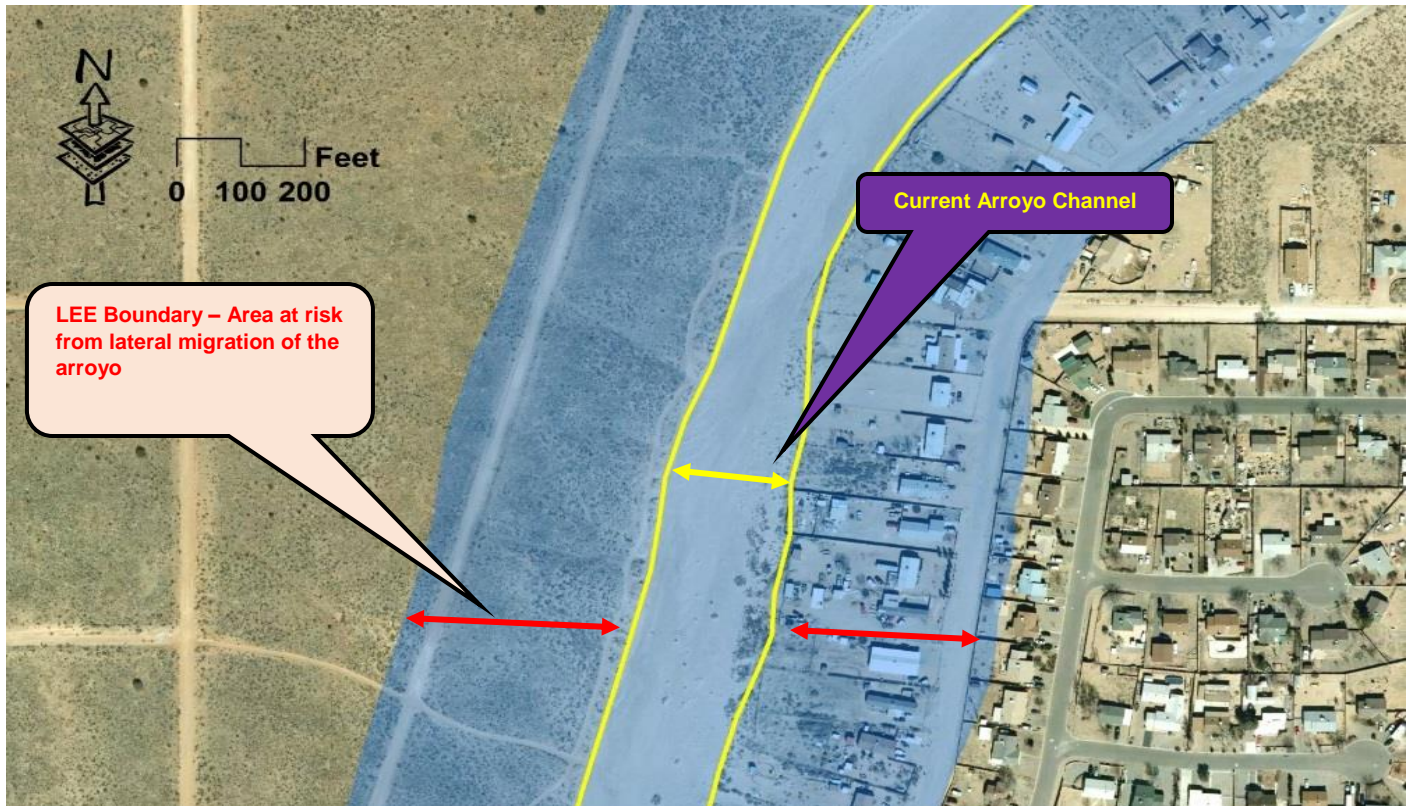 N
Feet
0 100 200
Current Arroyo Channel
LEE Boundary – Area at risk
from lateral migration of the
arroyo